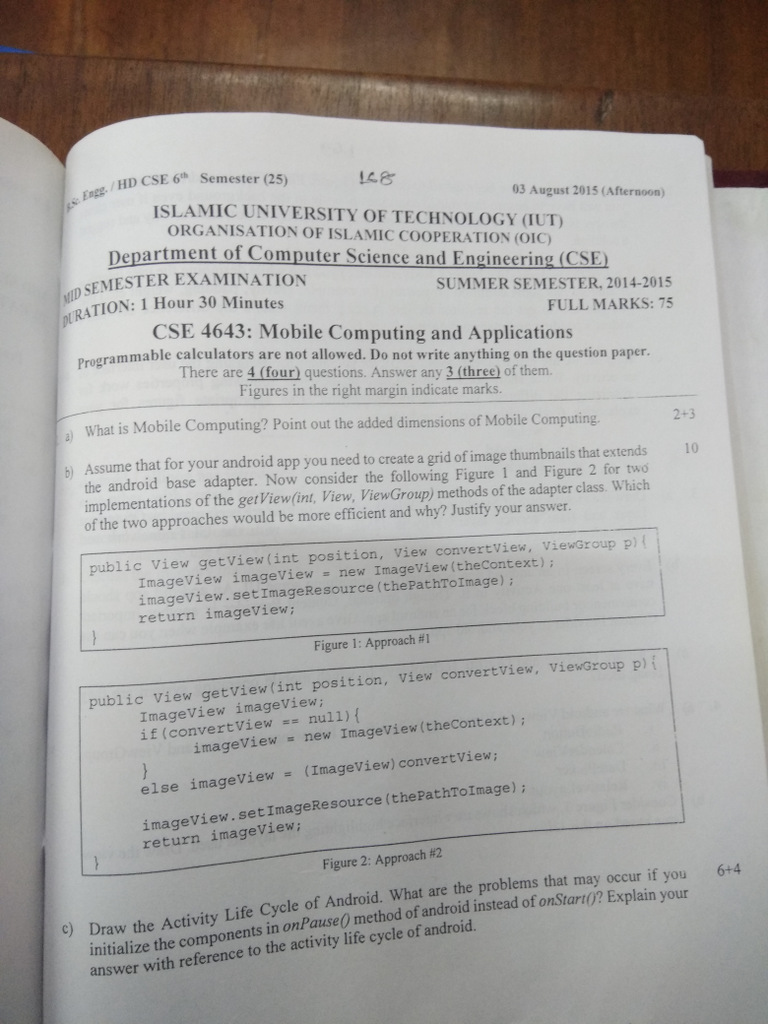 B.Sc. Engg. / HD CSE 6th Semester (25)
168
03 August 2015 (Afternoon)
ISLAMIC UNIVERSITY OF TECHNOLOGY (IUT)
ORGANISATION OF ISLAMIC COOPERATION (OIC)
Department of Computer Science and Engineering (CSE)
MID SEMESTER EXAMINATION SUMMER SEMESTER, 2014-2015
DURATION: 1 Hour 30 Minutes FULL MARKS: 75
CSE 4643: Mobile Computing and Applications
Programmable calculators are not allowed. Do not write anything on the question paper.
There are 4 (four) questions. Answer any 3 (three) of them.
Figures in the right margin indicate marks.
a) What is Mobile Computing? Point out the added dimensions of Mobile Computing. 2+3
b) Assume that for your android app you need to create a grid of image thumbnails that extends 10
the android base adapter. Now consider the following Figure 1 and Figure 2 for two
implementations of the getView(int, View, ViewGroup) methods of the adapter class. Which
of the two approaches would be more efficient and why? Justify your answer.
public View getView(int position, View convertView, ViewGroup p){
ImageView imageView = new ImageView(theContext);
imageView.setImageResource(thePathToImage);
return imageView;
}
Figure 1: Approach #1
public View getView(int position, View convertView, ViewGroup p){
ImageView imageView;
if(convertView == null){
imageView = new ImageView(theContext);
}
else imageView = (ImageView)convertView;
imageView.setImageResource(thePathToImage);
return imageView;
}
Figure 2: Approach #2
c) Draw the Activity Life Cycle of Android. What are the problems that may occur if you 6+4
initialize the components in onPause() method of android instead of onStart()? Explain your
answer with reference to the activity life cycle of android.